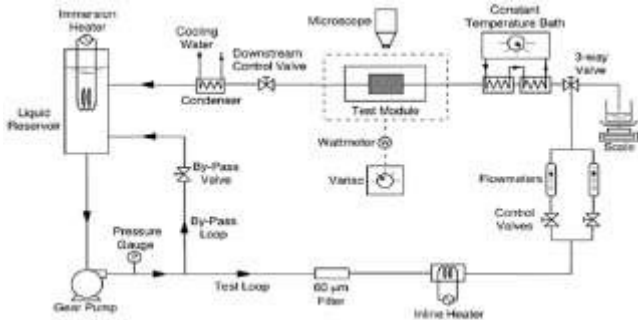 Immersion
Heater
Cooling
Water
Downstream
Control Valve
Microscope
Constant
Temperature Bath
3-way
Valve
Condenser
Test Module
Liquid
Reservoir
Scale
Wattmeter
By-Pass
Valve
Variac
Flowmeters
By-Pass
Loop
Control
Valves
Pressure
Gauge
P
Gear Pump
Test Loop
60 μm
Filter
Inline Heater